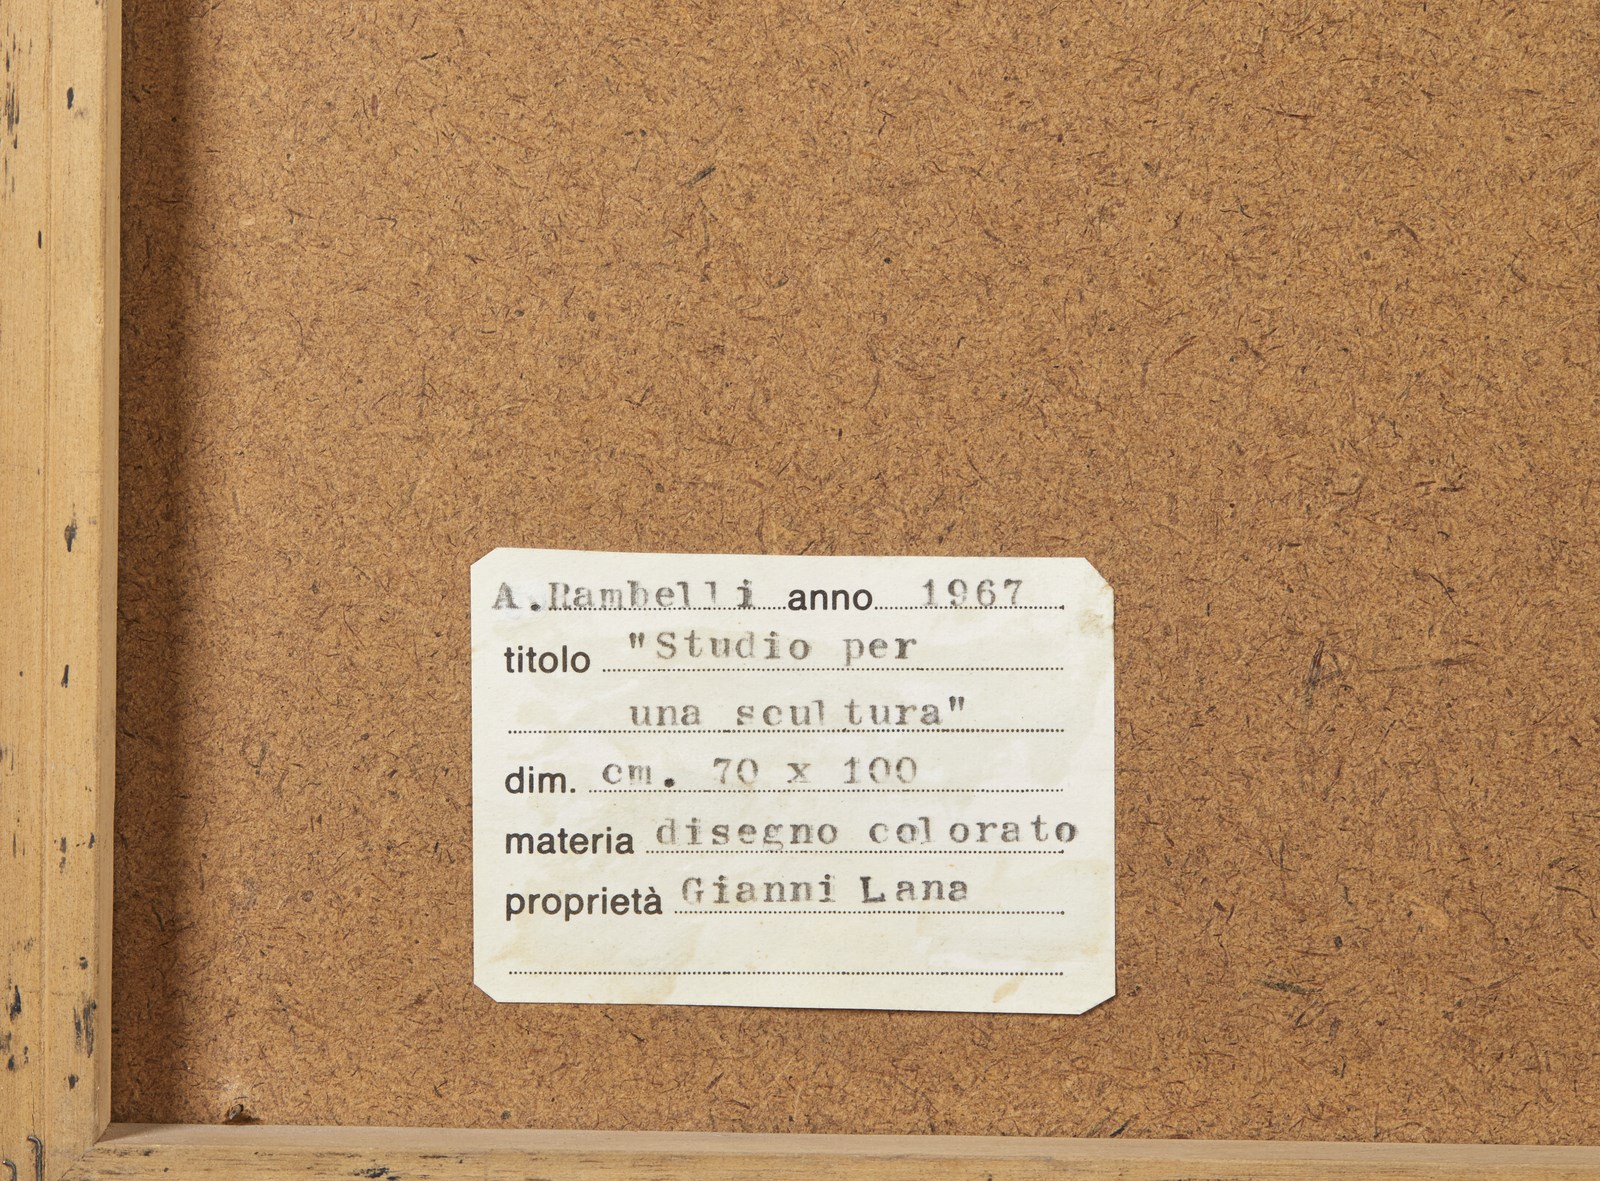 A.Rambelli anno 1967
titolo "Studio per
una scultura"
dim. cm. 70 x 100
materia disegno colorato
proprietà Gianni Lana